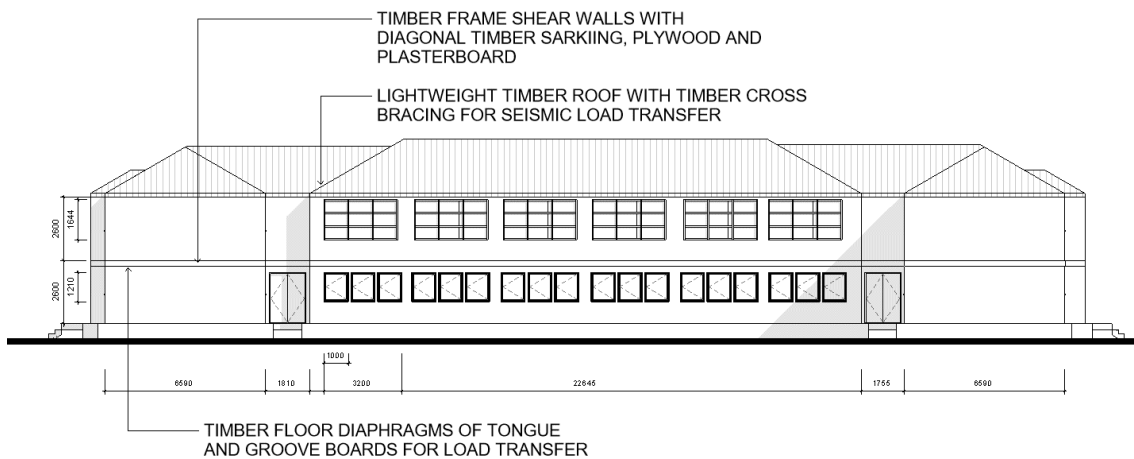 TIMBER FRAME SHEAR WALLS WITH
DIAGONAL TIMBER SARKIING, PLYWOOD AND
PLASTERBOARD
LIGHTWEIGHT TIMBER ROOF WITH TIMBER CROSS
BRACING FOR SEISMIC LOAD TRANSFER
2600
1644
2600
1210
1000
6590
1810
3200
22645
1755
6590
TIMBER FLOOR DIAPHRAGMS OF TONGUE
AND GROOVE BOARDS FOR LOAD TRANSFER